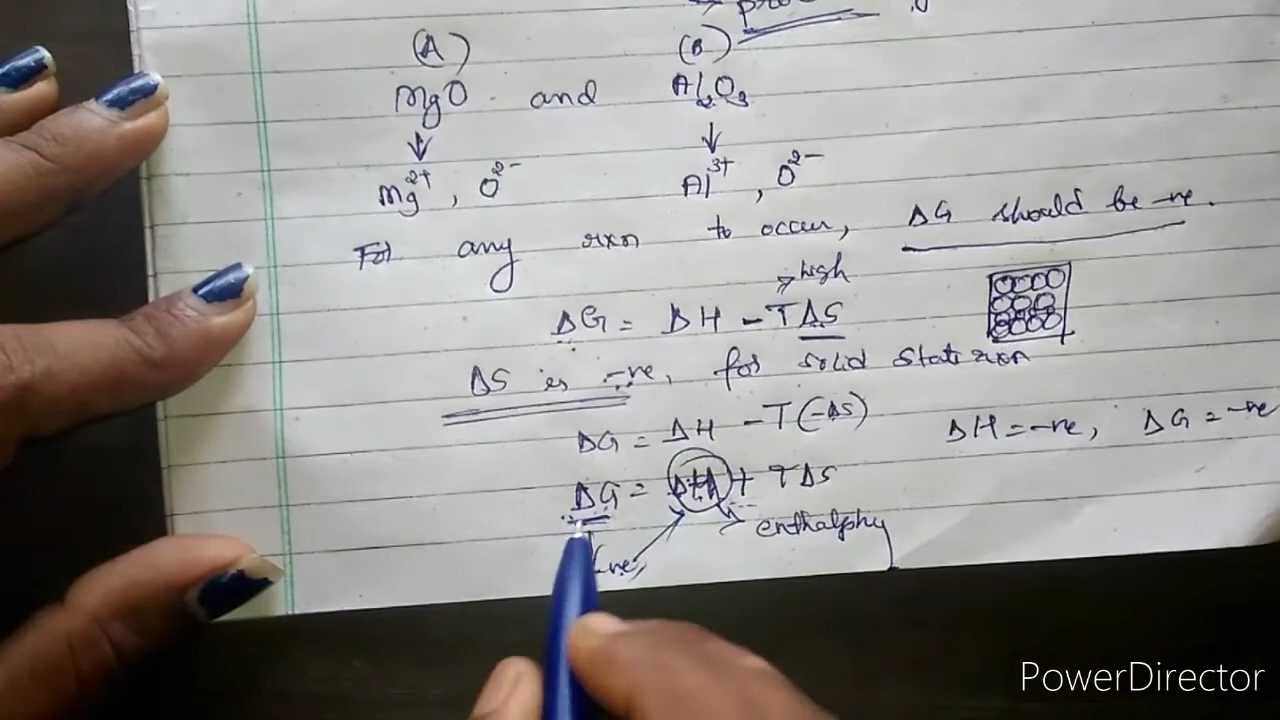 (A) (B)
MgO and Al₂O₃
↓ ↓
Mg²⁺, O²⁻ Al³⁺, O²⁻
For any rxn to occur, ΔG should be -ve.
→ high
ΔG = ΔH - TΔS
ΔS is -ve, for solid state rxn
ΔG = ΔH - T(-ΔS) ΔH = -ve, ΔG = -ve
ΔG = ΔH + TΔS
→ enthalphy
-ve
PowerDirector